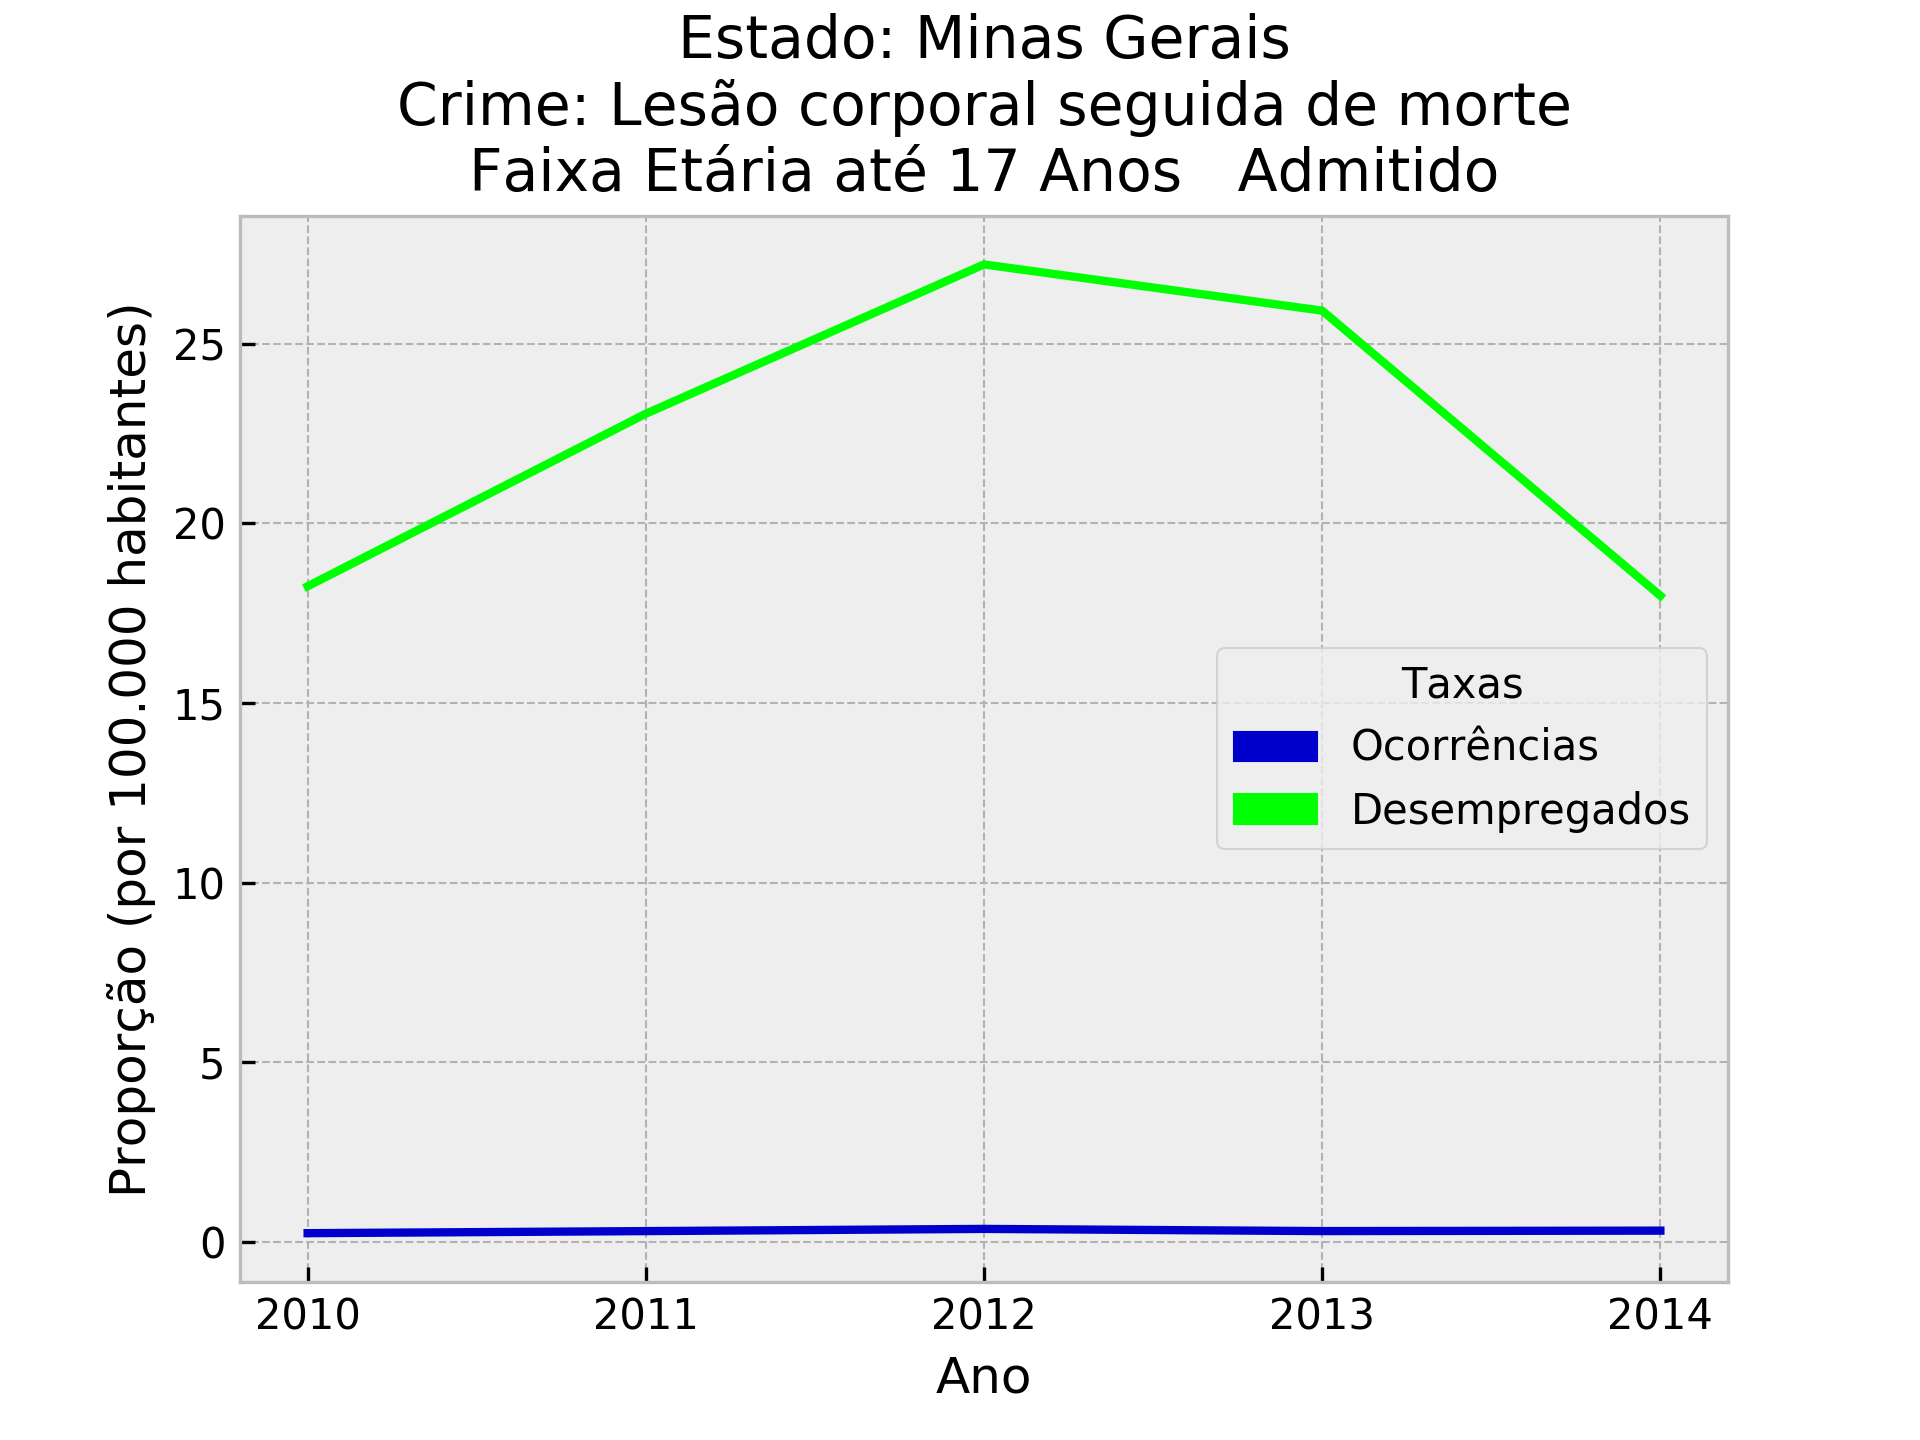 Estado: Minas Gerais
Crime: Lesão corporal seguida de morte
Faixa Etária até 17 Anos   Admitido
Proporção (por 100.000 habitantes)
25
20
15
10
5
0
Taxas
Ocorrências
Desempregados
2010 2011 2012 2013 2014
Ano